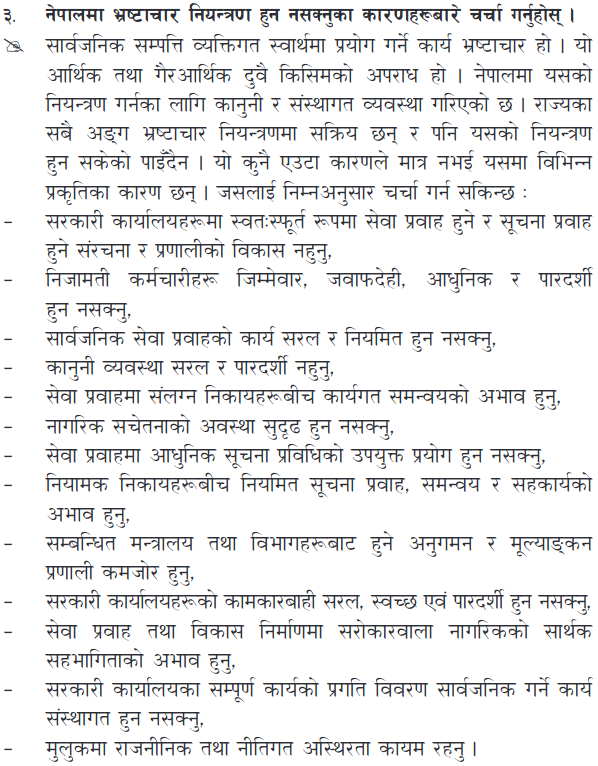 ३. नेपालमा भ्रष्टाचार नियन्त्रण हुन नसक्नुका कारणहरूबारे चर्चा गर्नुहोस् ।
सार्वजनिक सम्पत्ति व्यक्तिगत स्वार्थमा प्रयोग गर्ने कार्य भ्रष्टाचार हो । यो
आर्थिक तथा गैरआर्थिक दुवै किसिमको अपराध हो । नेपालमा यसको
नियन्त्रण गर्नका लागि कानुनी र संस्थागत व्यवस्था गरिएको छ । राज्यका
सबै अङ्ग भ्रष्टाचार नियन्त्रणमा सक्रिय छन् र पनि यसको नियन्त्रण
हुन सकेको पाइँदैन । यो कुनै एउटा कारणले मात्र नभई यसमा विभिन्न
प्रकृतिका कारण छन् । जसलाई निम्नअनुसार चर्चा गर्न सकिन्छ :
– सरकारी कार्यालयहरूमा स्वतःस्फूर्त रूपमा सेवा प्रवाह हुने र सूचना प्रवाह
हुने संरचना र प्रणालीको विकास नहुनु,
– निजामती कर्मचारीहरू जिम्मेवार, जवाफदेही, आधुनिक र पारदर्शी
हुन नसक्नु,
– सार्वजनिक सेवा प्रवाहको कार्य सरल र नियमित हुन नसक्नु,
– कानुनी व्यवस्था सरल र पारदर्शी नहुनु,
– सेवा प्रवाहमा संलग्न निकायहरूबीच कार्यगत समन्वयको अभाव हुनु,
– नागरिक सचेतनाको अवस्था सुदृढ हुन नसक्नु,
– सेवा प्रवाहमा आधुनिक सूचना प्रविधिको उपयुक्त प्रयोग हुन नसक्नु,
– नियामक निकायहरूबीच नियमित सूचना प्रवाह, समन्वय र सहकार्यको
अभाव हुनु,
– सम्बन्धित मन्त्रालय तथा विभागहरूबाट हुने अनुगमन र मूल्याङ्कन
प्रणाली कमजोर हुनु,
– सरकारी कार्यालयहरूको कामकारबाही सरल, स्वच्छ एवं पारदर्शी हुन नसक्नु,
– सेवा प्रवाह तथा विकास निर्माणमा सरोकारवाला नागरिकको सार्थक
सहभागिताको अभाव हुनु,
– सरकारी कार्यालयका सम्पूर्ण कार्यको प्रगति विवरण सार्वजनिक गर्ने कार्य
संस्थागत हुन नसक्नु,
– मुलुकमा राजनीनिक तथा नीतिगत अस्थिरता कायम रहनु ।